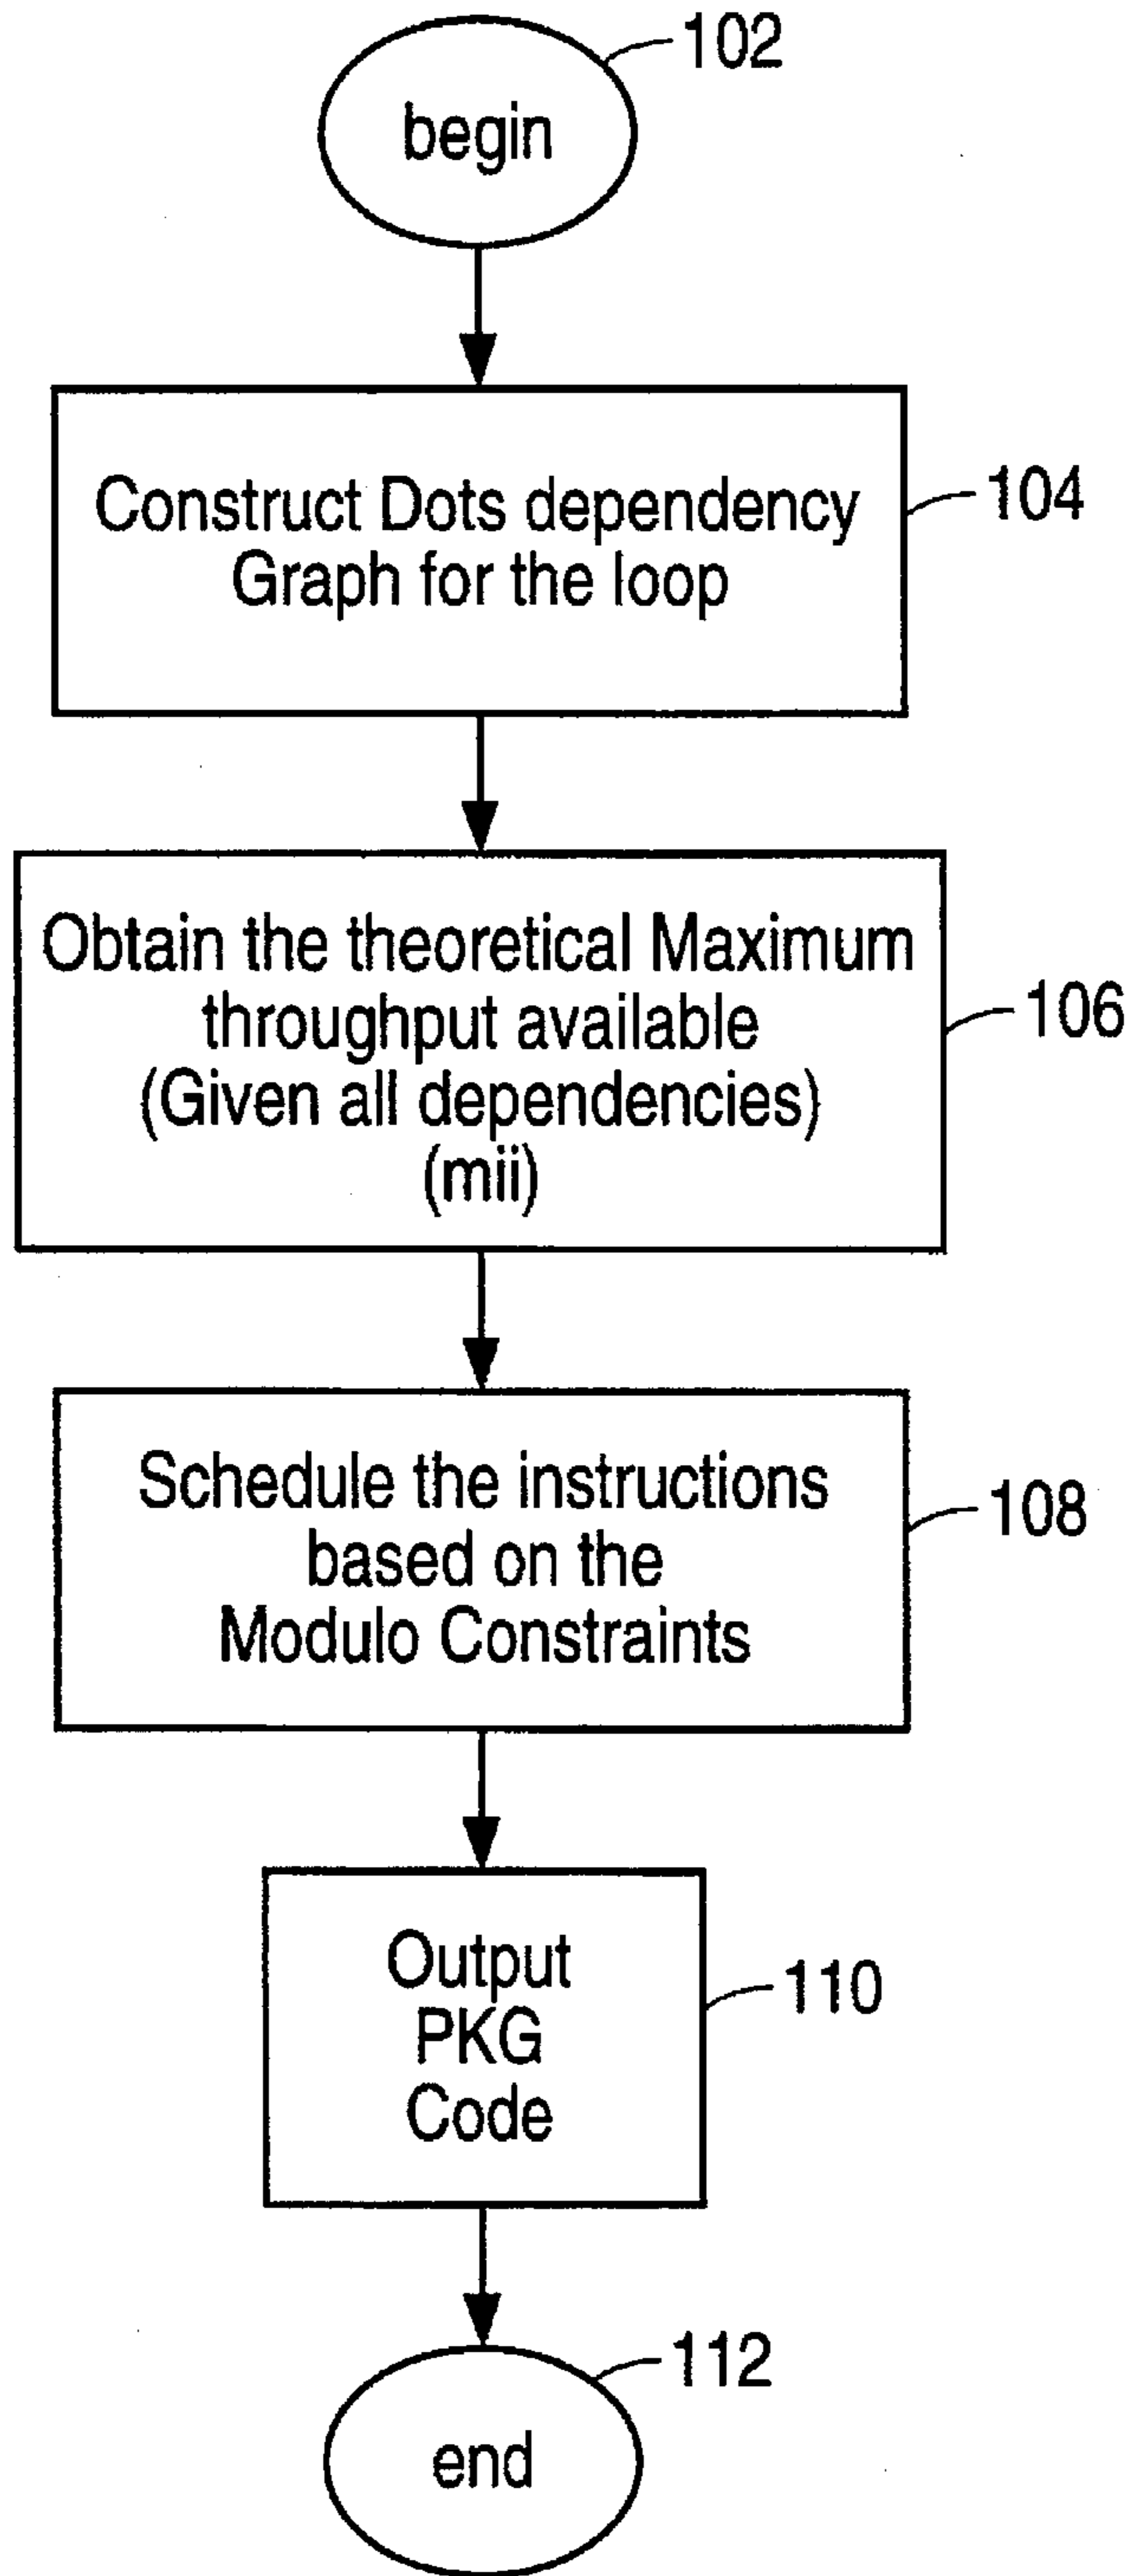 102
begin
Construct Dots dependency
Graph for the loop
104
Obtain the theoretical Maximum
throughput available
(Given all dependencies)
(mii)
106
Schedule the instructions
based on the
Modulo Constraints
108
Output
PKG
Code
110
112
end